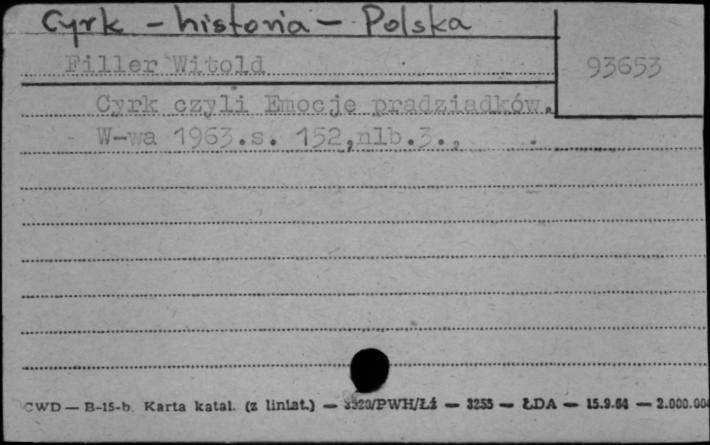 Cyrk - historia - Polska
Filler Witold
93653
Cyrk czyli Emocje pradziadków.
W-wa 1963.s. 152,nlb.3., .
CWD — B-15-b. Karta katal. (z liniat.) — 3320/PWH/Łź — 3255 — ŁDA — 15.9.64 — 2.000.00